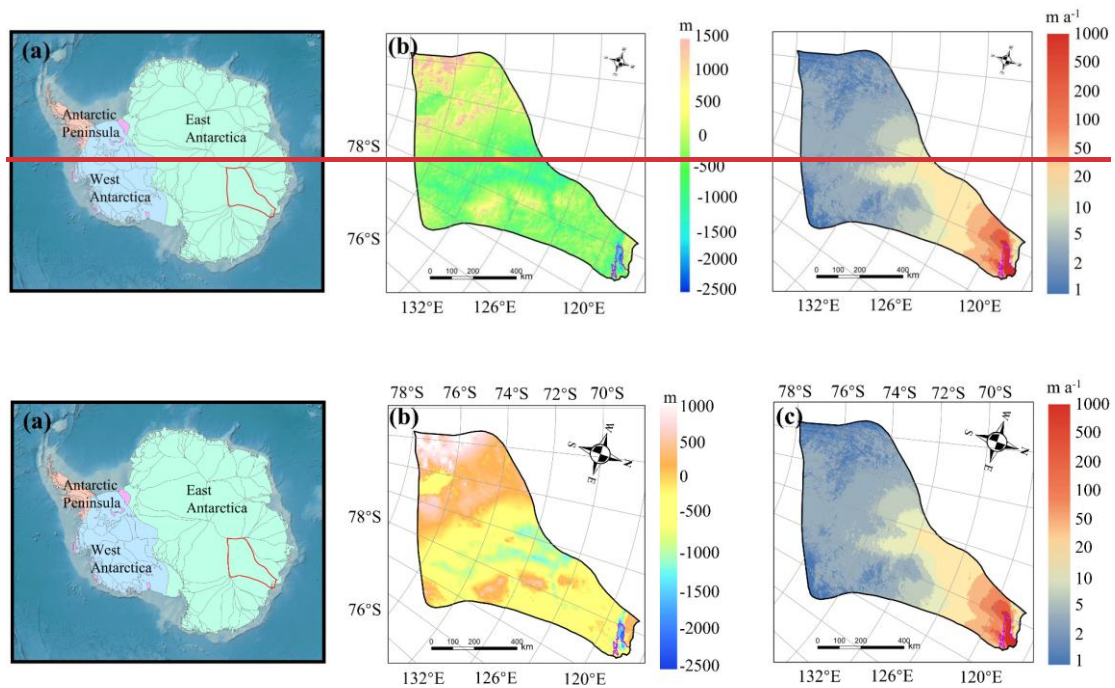 (a)
Antarctic
Peninsula
East
Antarctica
West
Antarctica
(b)
m
1500
1000
500
0
-500
-1000
-1500
-2000
-2500
78°S
76°S
0 100 200 400
km
132°E 126°E 120°E
m a-1
1000
500
200
100
50
20
10
5
2
1
0 100 200 400
km
132°E 126°E 120°E
(a)
Antarctic
Peninsula
East
Antarctica
West
Antarctica
78°S 76°S 74°S 72°S 70°S
(b)
W
S
N
E
m
1000
500
0
-500
-1000
-1500
-2000
-2500
78°S
76°S
0 100 200 400
km
132°E 126°E 120°E
78°S 76°S 74°S 72°S 70°S
(c)
W
S
N
E
m a-1
1000
500
200
100
50
20
10
5
2
1
0 100 200 400
km
132°E 126°E 120°E